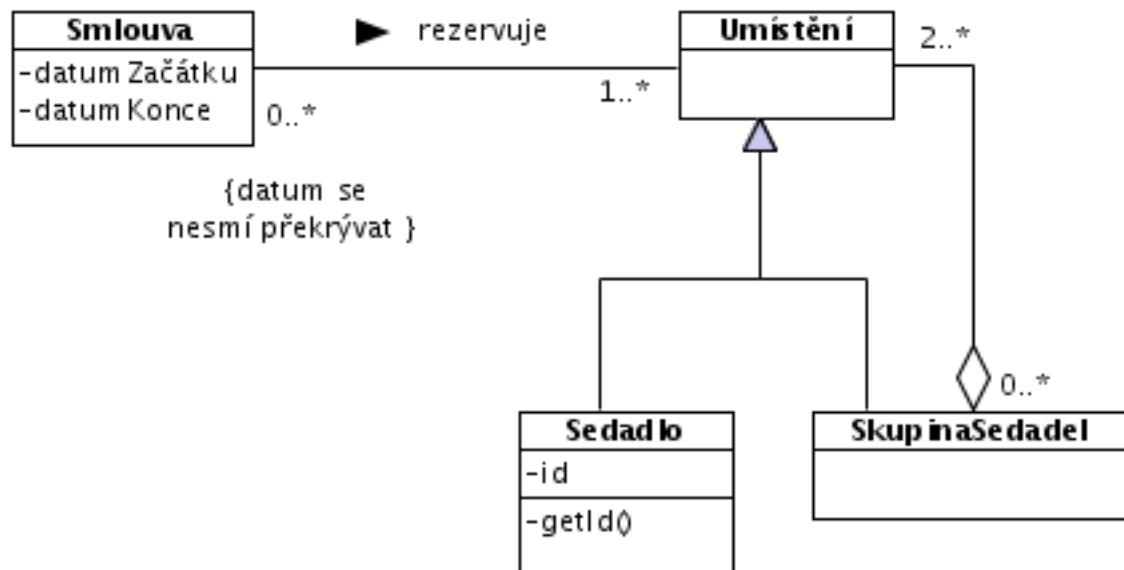 Smlouva
-datum Začátku
-datum Konce
rezervuje
0..*
1..*
{datum se
nesmí překrývat }
Umístění
2..*
0..*
Sedadlo
-id
-getId()
SkupinaSedadel